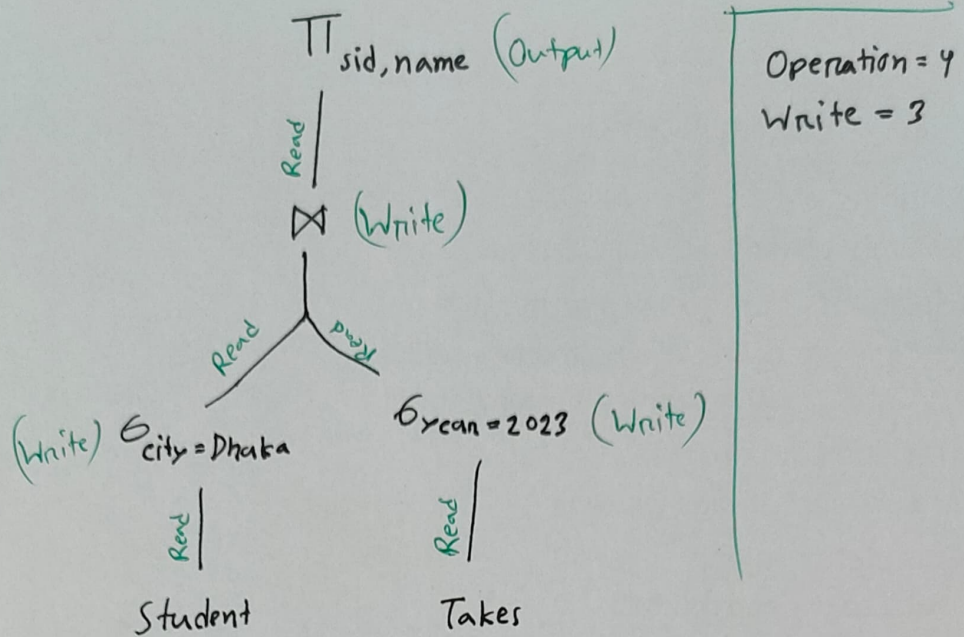 π sid, name (Output)
Operation = 4
Write = 3
Read
⋈ (Write)
Read Read
(Write) σ city = Dhaka
σ year = 2023 (Write)
Read Read
Student Takes